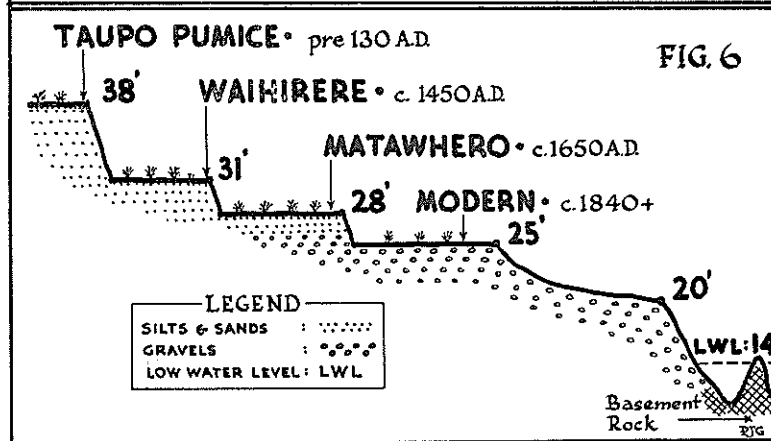 TAUPO PUMICE • pre 130 A.D.
FIG. 6
38'
WAIHIRERE • c. 1450 A.D.
31'
MATAWHERO • c. 1650 A.D.
28'
MODERN • c. 1840+
25'
20'
LEGEND
SILTS & SANDS :
GRAVELS :
LOW WATER LEVEL : LWL
LWL: 14
Basement
Rock
RJG